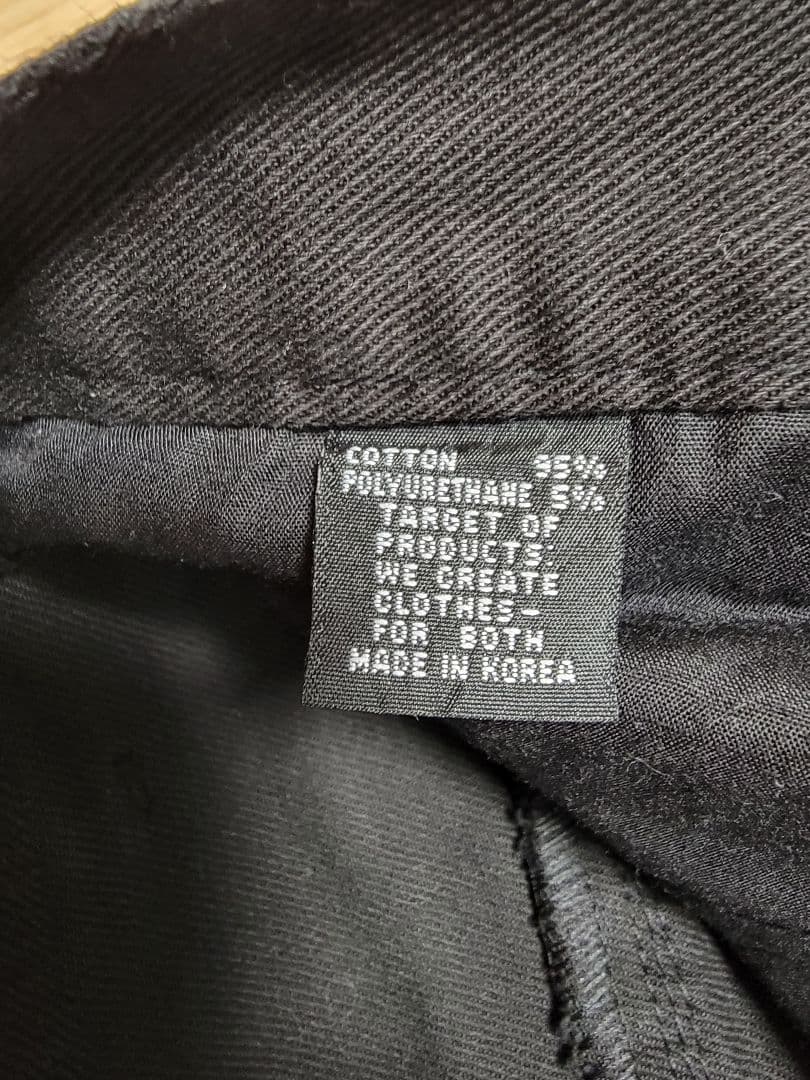 COTTON 95%
POLYURETHANE 5%
TARGET OF
PRODUCTS:
WE CREATE
CLOTHES-
FOR BOTH
MADE IN KOREA